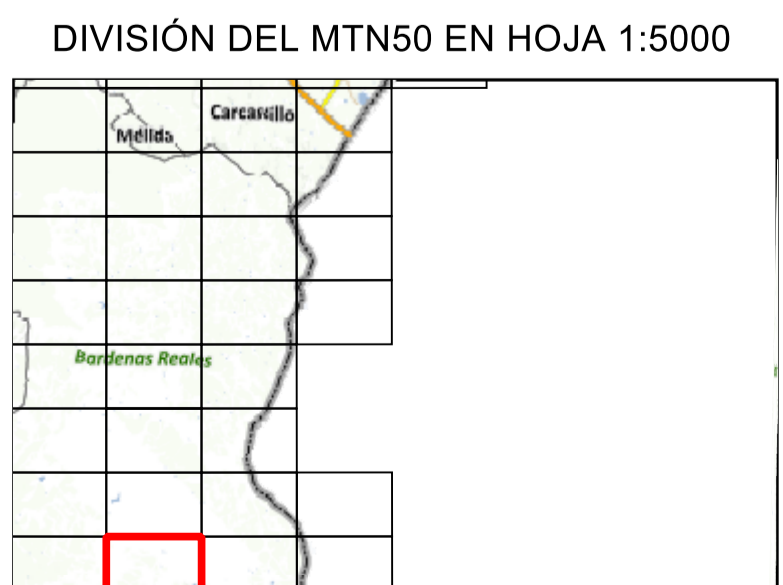 DIVISIÓN DEL MTN50 EN HOJA 1:5000
Carcastillo
Mélida
Bardenas Reales